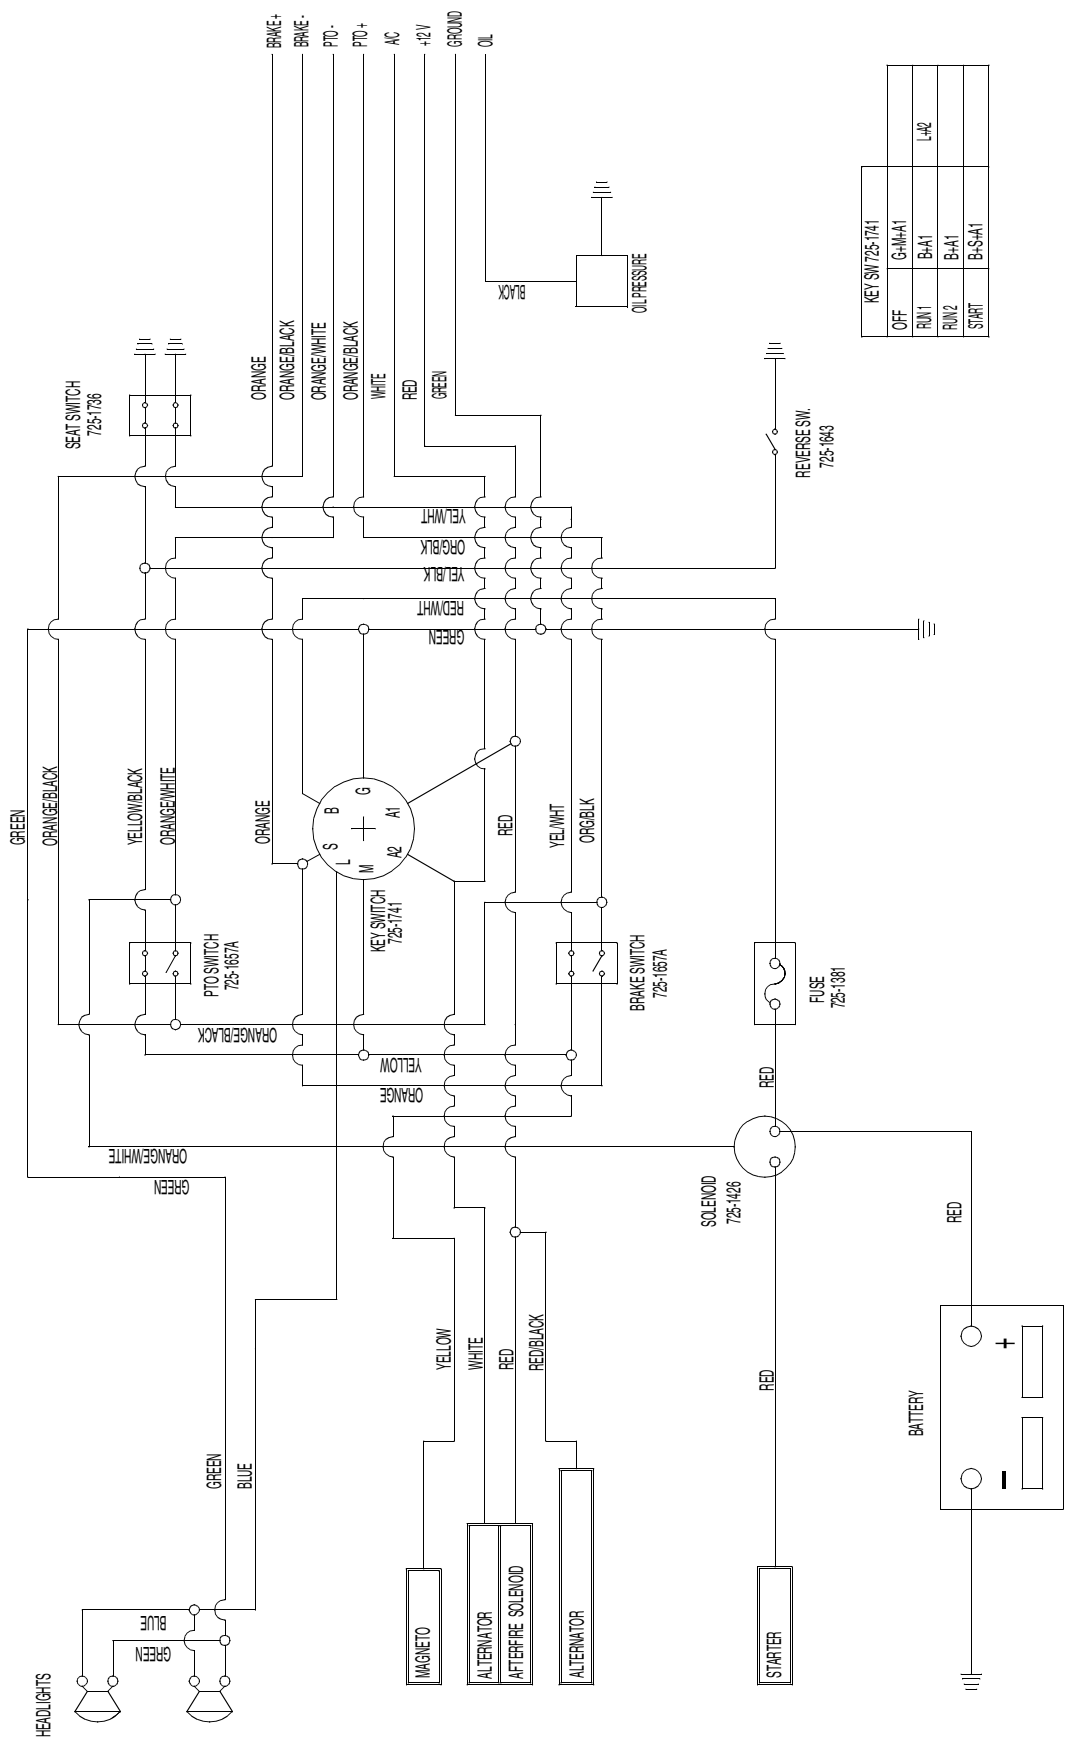 BRAKE+
BRAKE-
PTO -
PTO +
A/C
+12 V
GROUND
OIL
KEY SW 725-1741
OFF G+M+A1
RUN 1 B+A1 L+A2
RUN 2 B+A1
START B+S+A1
BLACK
OIL PRESSURE
SEAT SWITCH
725-1736
ORANGE
ORANGE/BLACK
ORANGE/WHITE
ORANGE/BLACK
WHITE
RED
GREEN
REVERSE SW.
725-1643
YEL/WHT
ORG/BLK
YEL/BLK
RED/WHT
GREEN
GREEN
ORANGE/BLACK
YELLOW/BLACK
ORANGE/WHITE
ORANGE
B
G
S
L
M
A1
A2
KEY SWITCH
725-1741
RED
YEL/WHT
ORG/BLK
PTO SWITCH
725-1657A
BRAKE SWITCH
725-1657A
FUSE
725-1381
ORANGE/BLACK
YELLOW
ORANGE
RED
ORANGE/WHITE
GREEN
SOLENOID
725-1426
RED
YELLOW
WHITE
RED
RED/BLACK
RED
BATTERY
+
-
GREEN
BLUE
BLUE
GREEN
HEADLIGHTS
MAGNETO
ALTERNATOR
AFTERFIRE SOLENOID
ALTERNATOR
STARTER